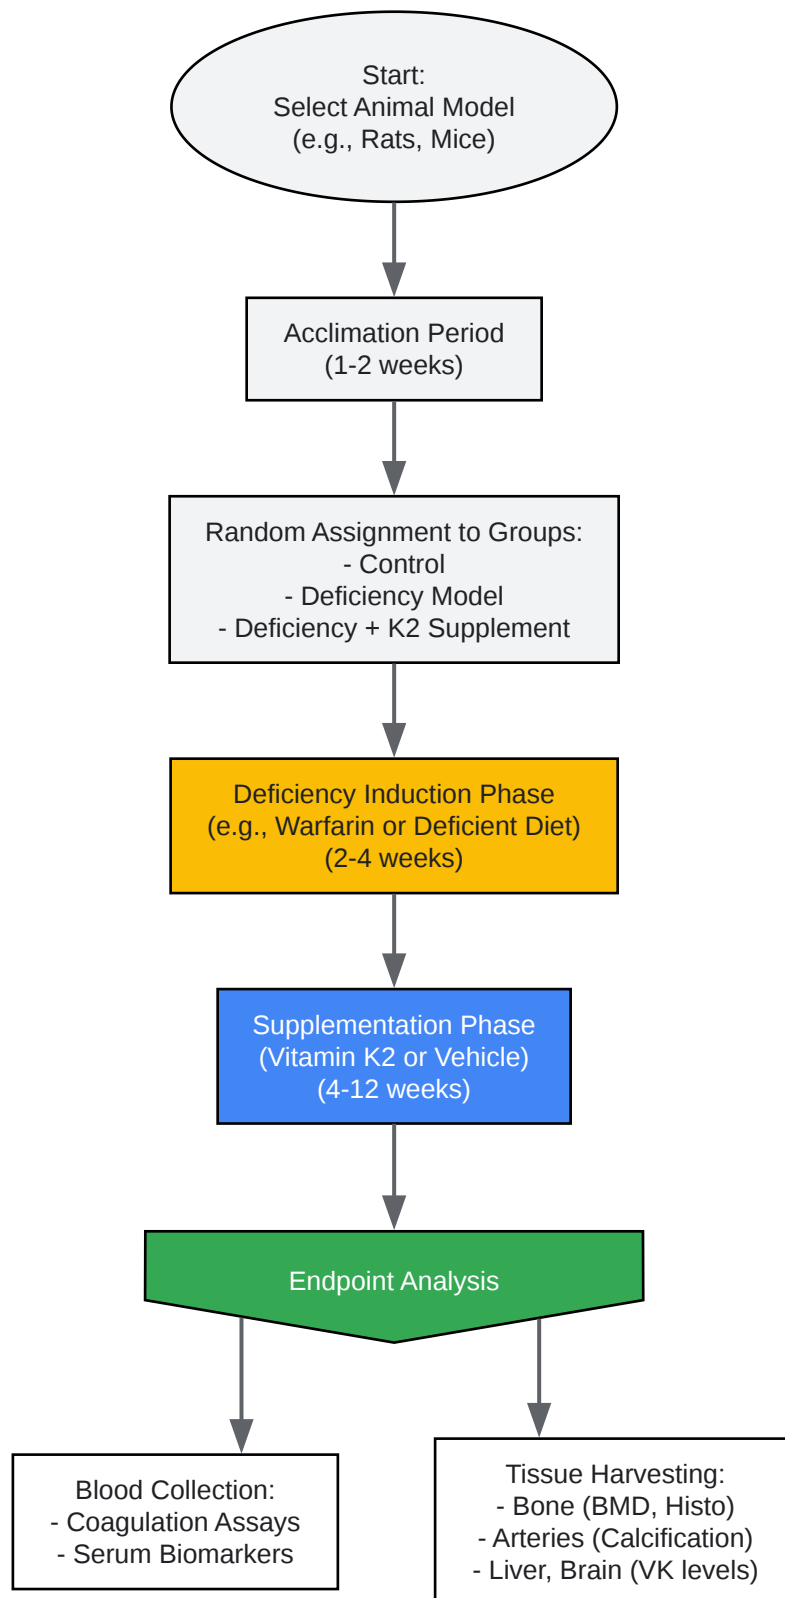 Start:
Select Animal Model
(e.g., Rats, Mice)
Acclimation Period
(1-2 weeks)
Random Assignment to Groups:
- Control
- Deficiency Model
- Deficiency + K2 Supplement
Deficiency Induction Phase
(e.g., Warfarin or Deficient Diet)
(2-4 weeks)
Supplementation Phase
(Vitamin K2 or Vehicle)
(4-12 weeks)
Endpoint Analysis
Blood Collection:
- Coagulation Assays
- Serum Biomarkers
Tissue Harvesting:
- Bone (BMD, Histo)
- Arteries (Calcification)
- Liver, Brain (VK levels)